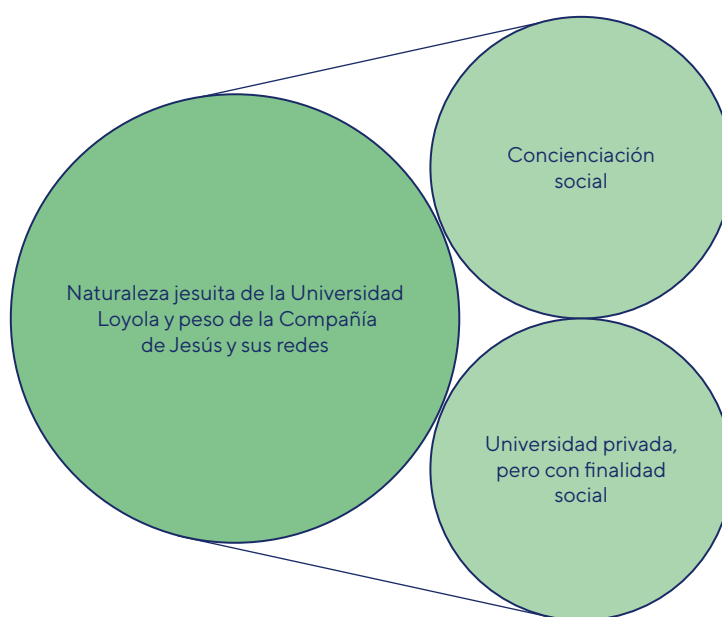 Naturaleza jesuita de la Universidad
Loyola y peso de la Compañía
de Jesús y sus redes
Concienciación
social
Universidad privada,
pero con finalidad
social